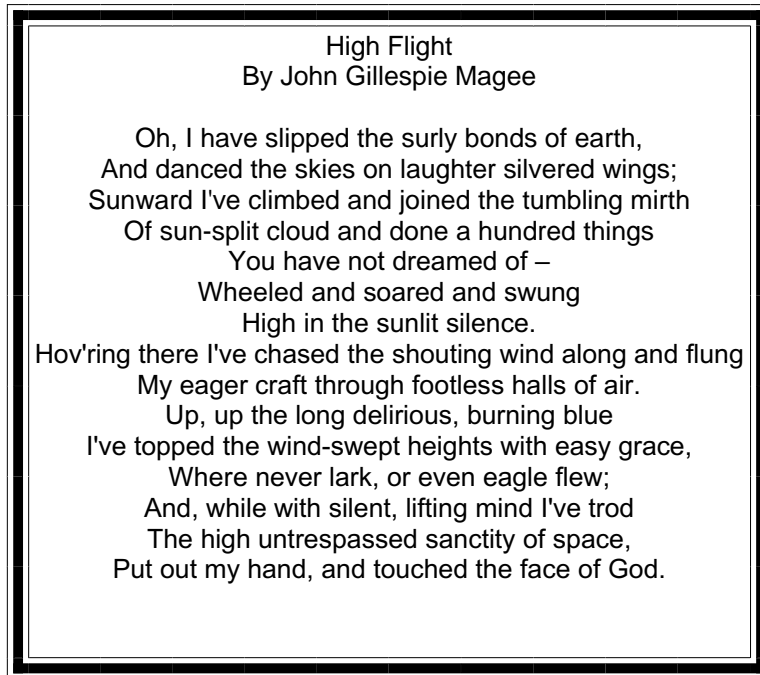 High Flight
By John Gillespie Magee
Oh, I have slipped the surly bonds of earth,
And danced the skies on laughter silvered wings;
Sunward I've climbed and joined the tumbling mirth
Of sun-split cloud and done a hundred things
You have not dreamed of –
Wheeled and soared and swung
High in the sunlit silence.
Hov'ring there I've chased the shouting wind along and flung
My eager craft through footless halls of air.
Up, up the long delirious, burning blue
I've topped the wind-swept heights with easy grace,
Where never lark, or even eagle flew;
And, while with silent, lifting mind I've trod
The high untrespassed sanctity of space,
Put out my hand, and touched the face of God.